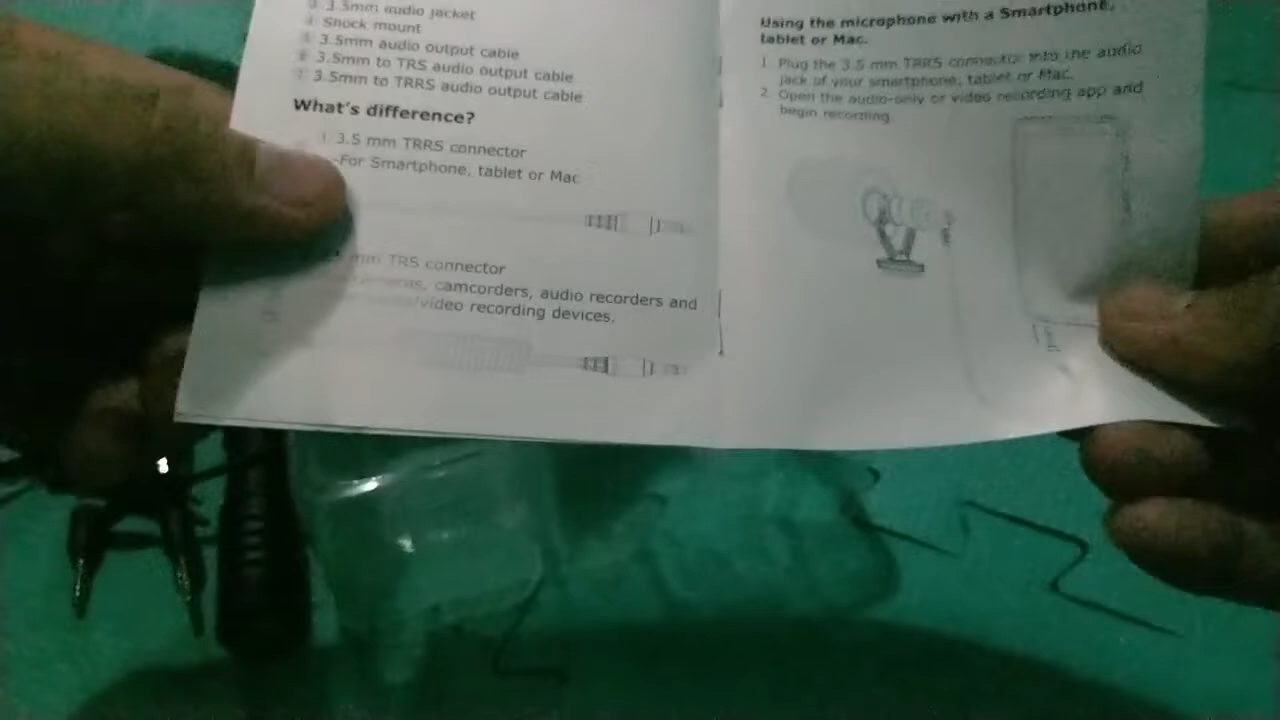 3.5mm audio jacket
Shock mount
3.5mm audio output cable
3.5mm to TRS audio output cable
3.5mm to TRRS audio output cable
What's difference?
1 3.5 mm TRRS connector
-For Smartphone, tablet or Mac
mm TRS connector
camcorders, audio recorders and
/video recording devices.
Using the microphone with a Smartphone,
tablet or Mac.
1. Plug the 3.5 mm TRRS connector into the audio
jack of your smartphone, tablet or Mac.
2. Open the audio-only or video recording app and
begin recording.